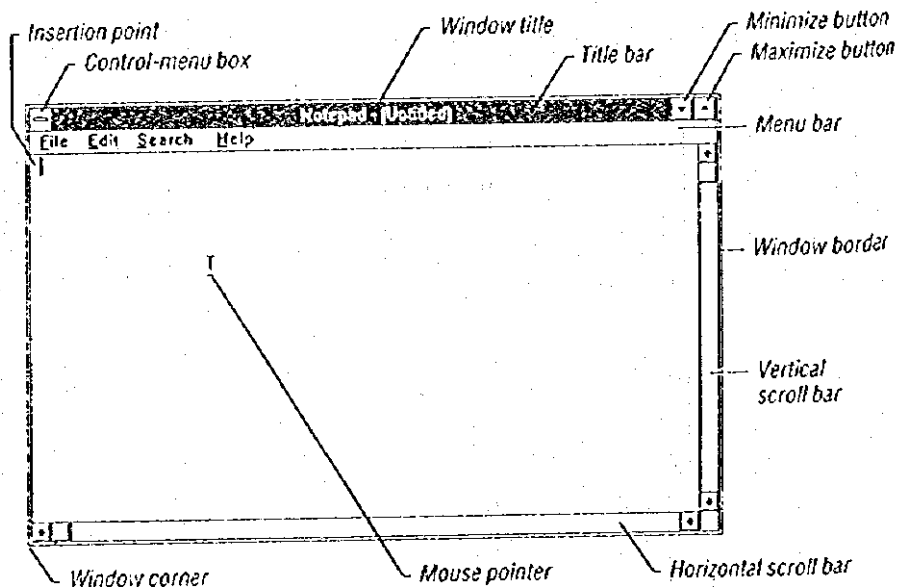 Insertion point
Control-menu box
Window title
Title bar
Minimize button
Maximize button
Notepad - [Untitled]
File Edit Search Help
Menu bar
Window border
Vertical
scroll bar
Window corner
Mouse pointer
Horizontal scroll bar